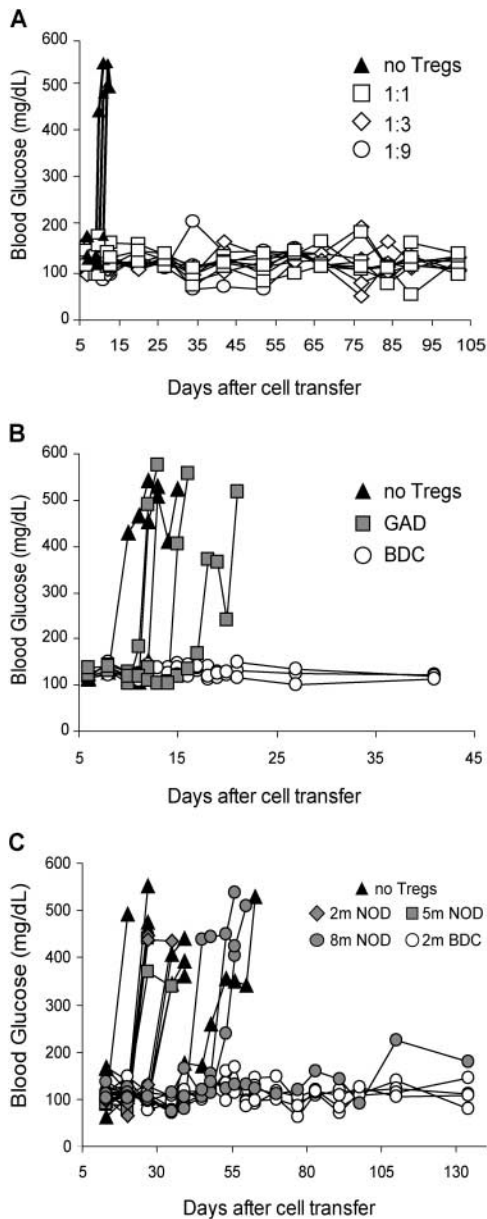 A
600
500
400
300
200
100
0
Blood Glucose (mg/dL)
no Tregs
1:1
1:3
1:9
5 15 25 35 45 55 65 75 85 95 105
Days after cell transfer
B
600
500
400
300
200
100
0
Blood Glucose (mg/dL)
no Tregs
GAD
BDC
5 15 25 35 45
Days after cell transfer
C
600
500
400
300
200
100
0
Blood Glucose (mg/dL)
no Tregs
2m NOD 5m NOD
8m NOD 2m BDC
5 30 55 80 105 130
Days after cell transfer